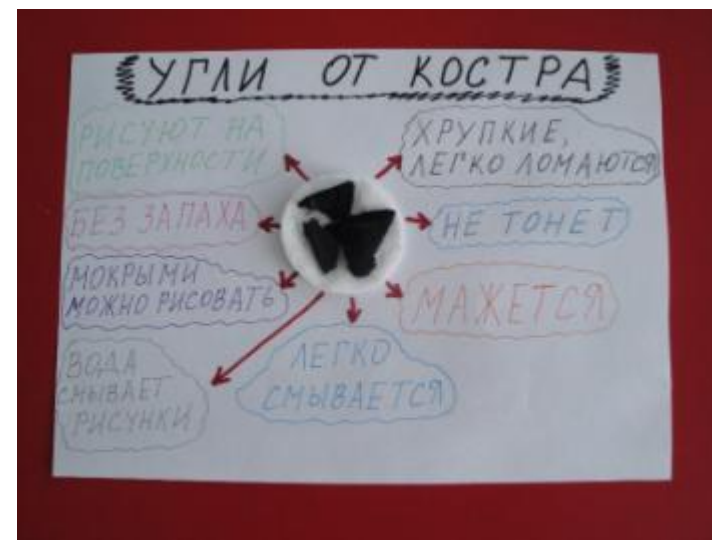 УГЛИ ОТ КОСТРА
РИСУЮТ НА
ПОВЕРХНОСТИ
ХРУПКИЕ,
ЛЕГКО ЛОМАЮТСЯ
БЕЗ ЗАПАХА
НЕ ТОНЕТ
МОКРЫМИ
МОЖНО РИСОВАТЬ
МАЖЕТСЯ
ВОДА
СМЫВАЕТ
РИСУНКИ
ЛЕГКО
СМЫВАЕТСЯ